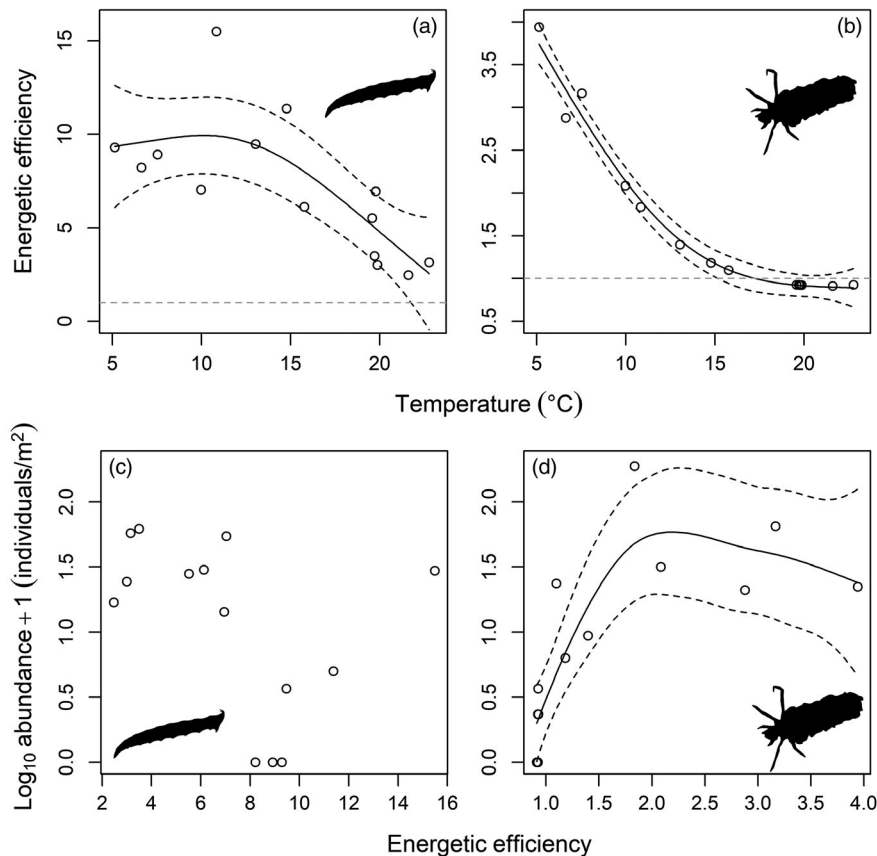 (a)
15
10
5
0
Energetic efficiency
5 10 15 20
(b)
3.5
2.5
1.5
0.5
5 10 15 20
Temperature (°C)
(c)
2.0
1.5
1.0
0.5
0.0
Log10 abundance + 1 (individuals/m²)
2 4 6 8 10 12 14 16
(d)
2.0
1.5
1.0
0.5
0.0
1.0 1.5 2.0 2.5 3.0 3.5 4.0
Energetic efficiency